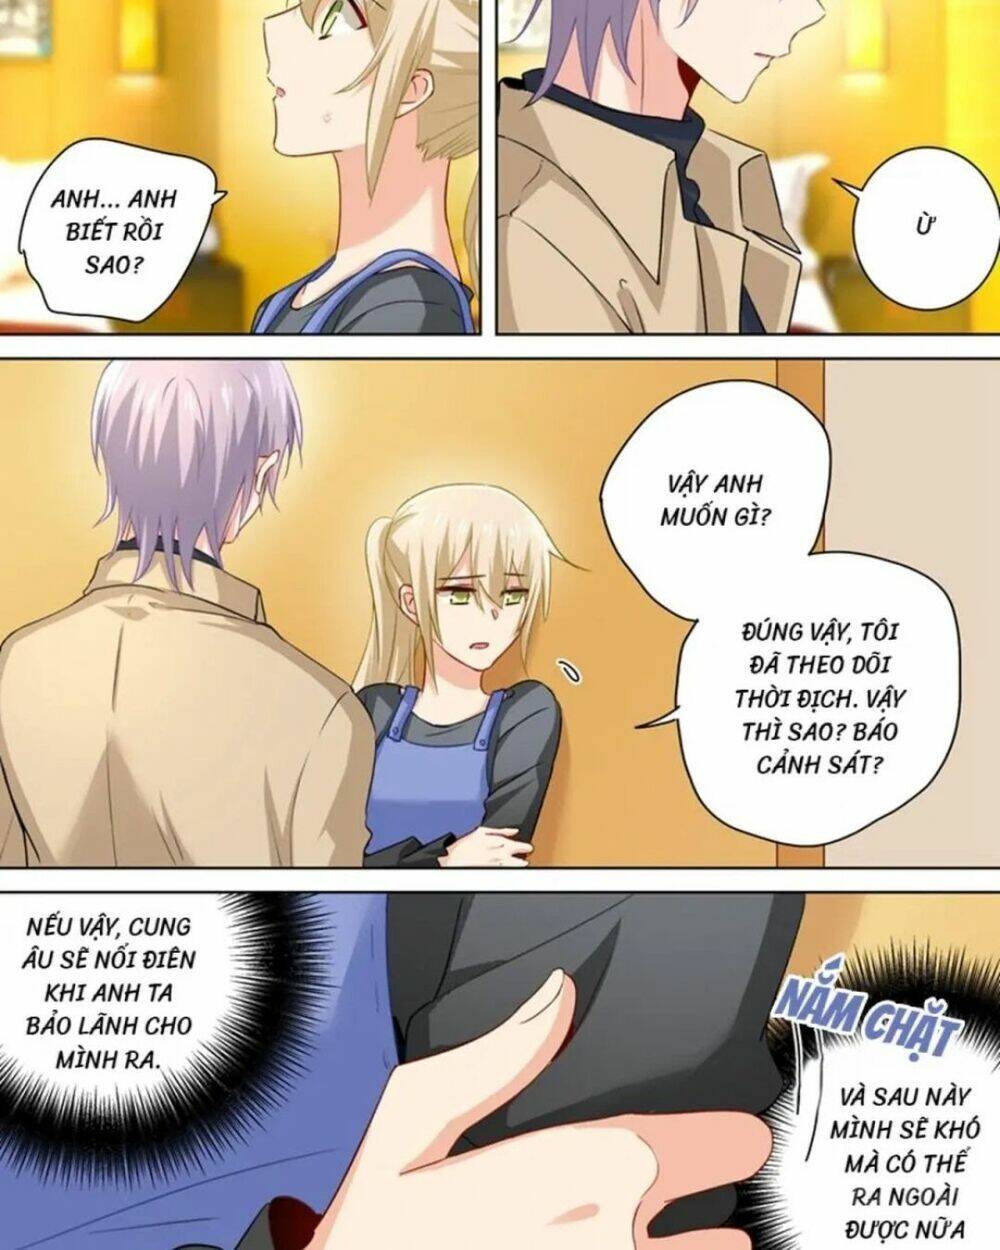 ANH... ANH
BIẾT RỒI
SAO?
Ừ
VẬY ANH
MUỐN GÌ?
ĐÚNG VẬY, TÔI
ĐÃ THEO DÕI
THỜI ĐỊCH. VẬY
THÌ SAO? BÁO
CẢNH SÁT?
NẾU VẬY, CUNG
ÂU SẼ NỔI ĐIÊN
KHI ANH TA
BẢO LÃNH CHO
MÌNH RA.
NẮM CHẶT
VÀ SAU NÀY
MÌNH SẼ KHÓ
MÀ CÓ THỂ
RA NGOÀI
ĐƯỢC NỮA